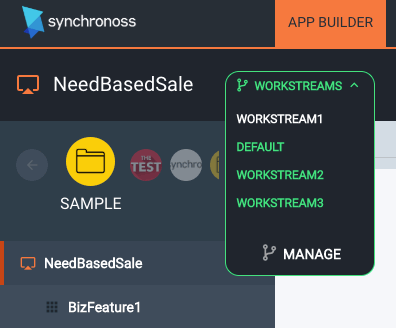 synchronoss
APP BUILDER
NeedBasedSale
WORKSTREAMS
WORKSTREAM1
DEFAULT
WORKSTREAM2
WORKSTREAM3
MANAGE
THE
TEST
synchro
SAMPLE
NeedBasedSale
BizFeature1